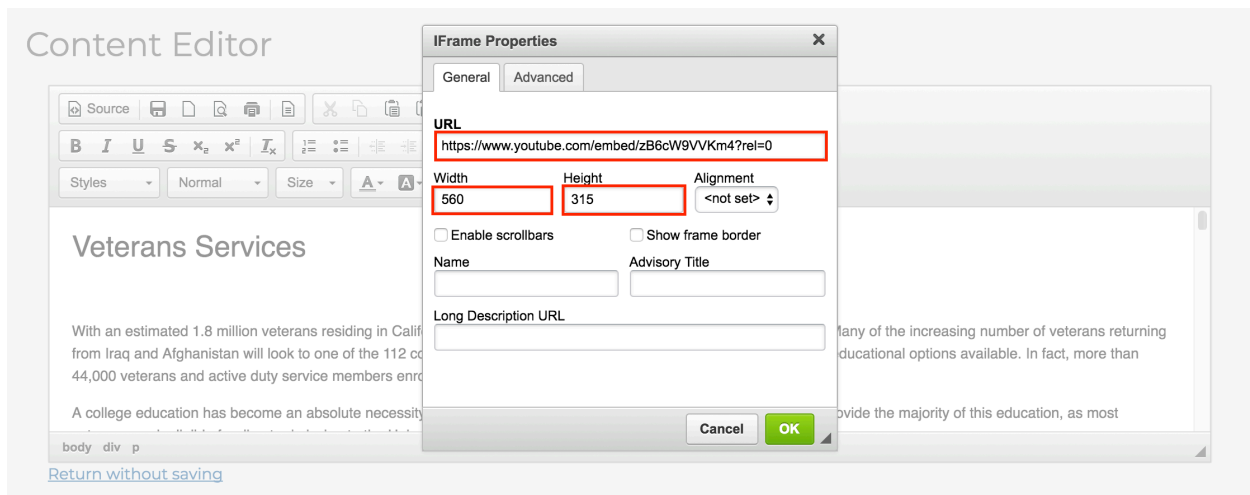 Content Editor
IFrame Properties
General Advanced
URL
https://www.youtube.com/embed/zB6cW9VVKm4?rel=0
Width Height Alignment
560 315 <not set>
Enable scrollbars Show frame border
Name Advisory Title
Long Description URL
Cancel OK
Source
B I U S x₂ x² Tx
Styles Normal Size A A
Veterans Services
With an estimated 1.8 million veterans residing in Many of the increasing number of veterans returning
from Iraq and Afghanistan will look to one of the 112 educational options available. In fact, more than
44,000 veterans and active duty service members
A college education has become an absolute necessity the majority of this education, as most
body div p
Return without saving